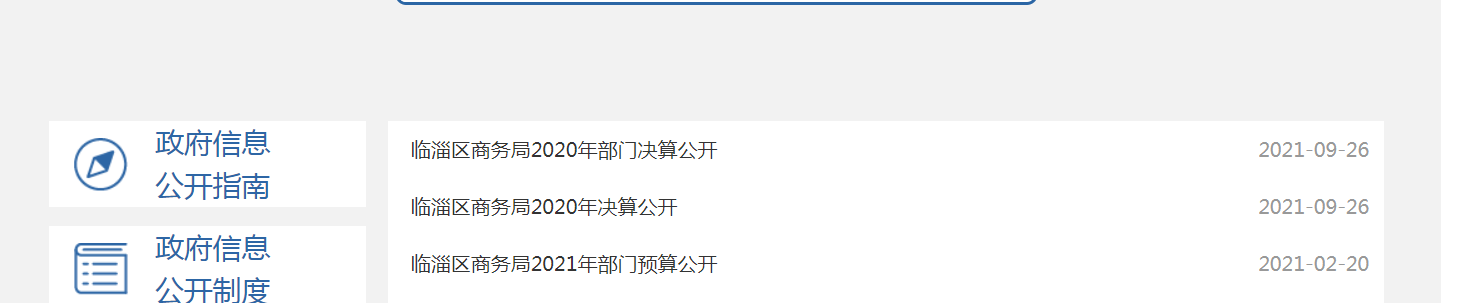 政府信息
公开指南
政府信息
公开制度
临淄区商务局2020年部门决算公开 2021-09-26
临淄区商务局2020年决算公开 2021-09-26
临淄区商务局2021年部门预算公开 2021-02-20